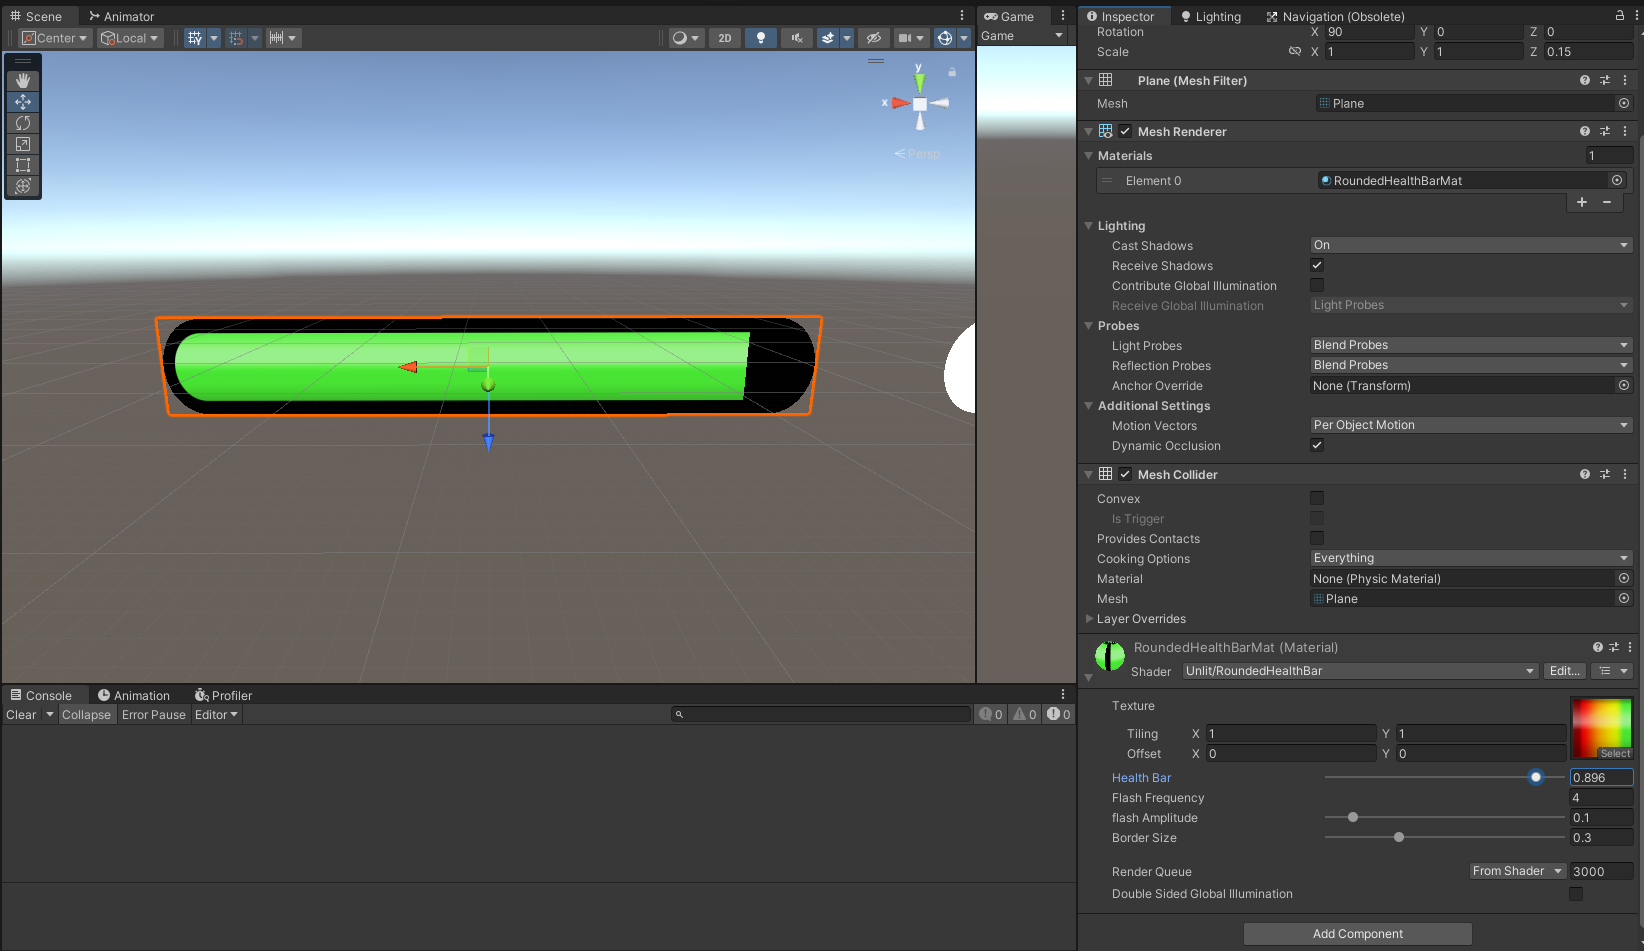 Scene Animator
Center Local 2D
y
x
Persp
Game
Game
Inspector Lighting Navigation (Obsolete)
Rotation X 90 Y 0 Z 0
Scale X 1 Y 1 Z 0.15
Plane (Mesh Filter)
Mesh Plane
Mesh Renderer
Materials 1
Element 0 RoundedHealthBarMat
Lighting
Cast Shadows On
Receive Shadows
Contribute Global Illumination
Receive Global Illumination Light Probes
Probes
Light Probes Blend Probes
Reflection Probes Blend Probes
Anchor Override None (Transform)
Additional Settings
Motion Vectors Per Object Motion
Dynamic Occlusion
Mesh Collider
Convex
Is Trigger
Provides Contacts
Cooking Options Everything
Material None (Physic Material)
Mesh Plane
Layer Overrides
RoundedHealthBarMat (Material)
Shader Unlit/RoundedHealthBar Edit...
Texture
Select
Tiling X 1 Y 1
Offset X 0 Y 0
Health Bar 0.896
Flash Frequency 4
flash Amplitude 0.1
Border Size 0.3
Render Queue From Shader 3000
Double Sided Global Illumination
Add Component
Console Animation Profiler
Clear Collapse Error Pause Editor 0 0 0